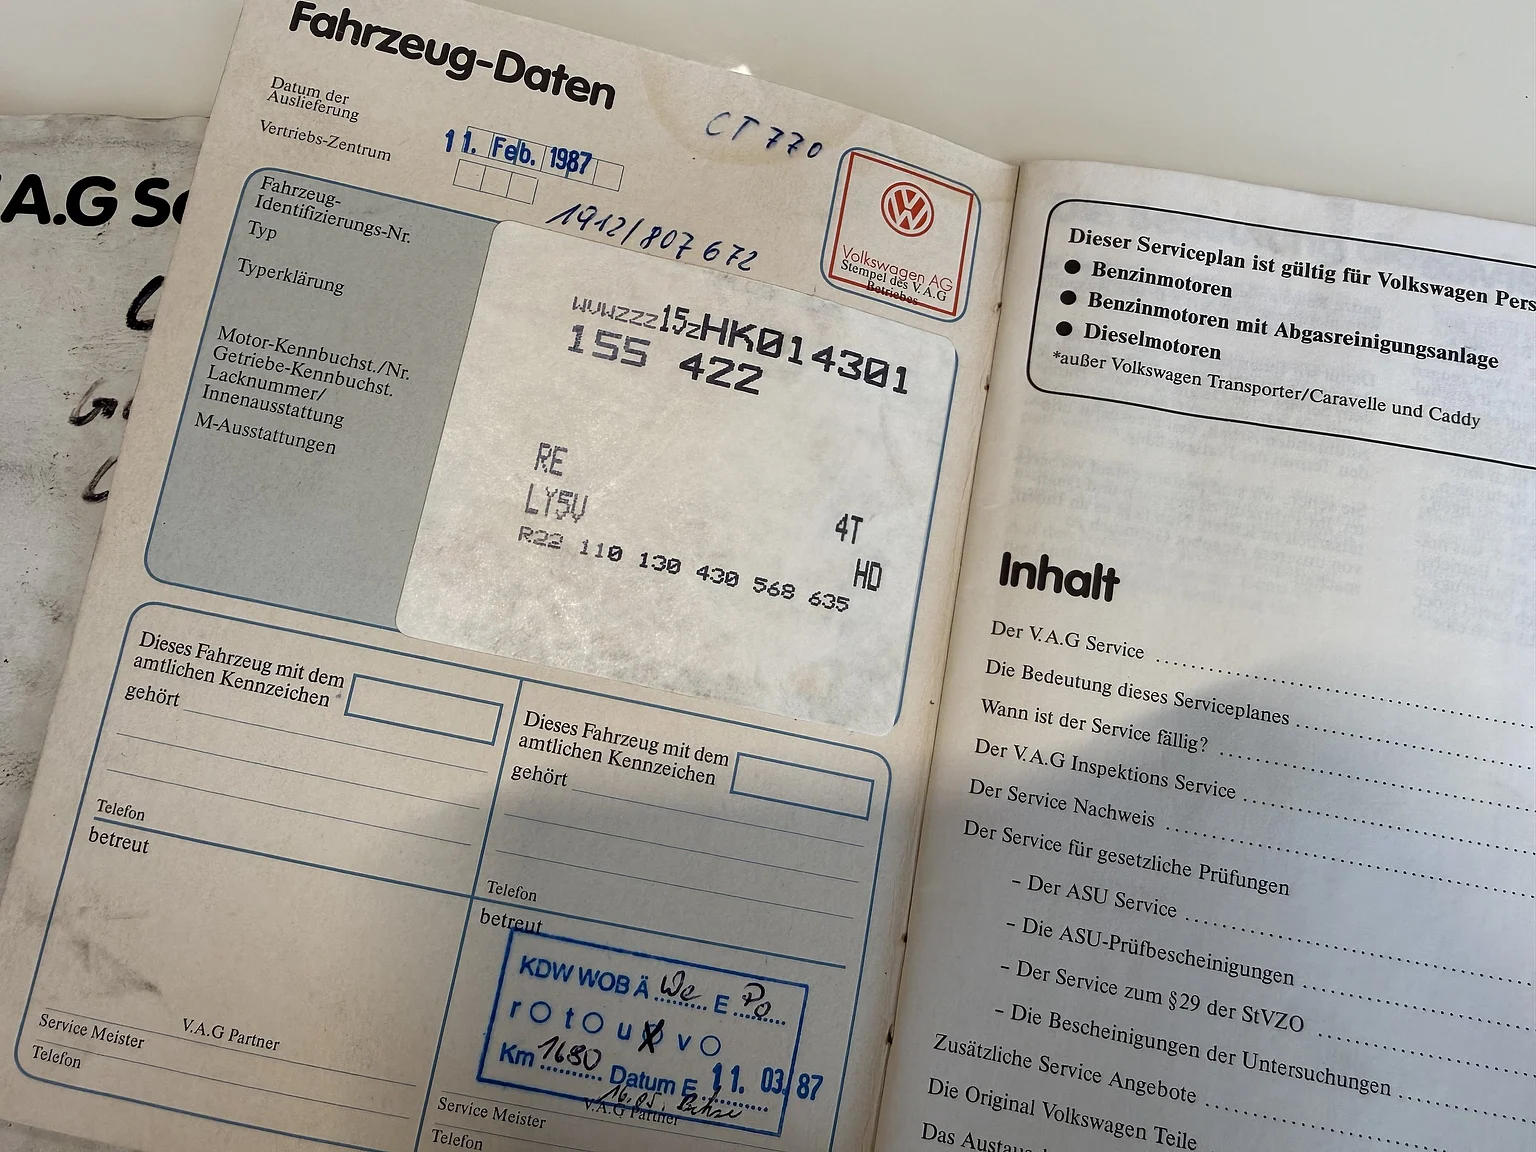 V.A.G
Fahrzeug-Daten
Datum der
Auslieferung
11. Feb. 1987
CT 770
Vertriebs-Zentrum
1912/807 672
Volkswagen AG
Stempel des V.A.G
Betriebes
Fahrzeug-
Identifizierungs-Nr.
WVWZZZ15ZHK014301
Typ
155 422
Typerklärung
Motor-Kennbuchst./Nr.
Getriebe-Kennbuchst.
RE
4T
Lacknummer/
Innenausstattung
LY5V
HD
M-Ausstattungen
R22 110 130 430 568 635
Dieses Fahrzeug mit dem
amtlichen Kennzeichen
gehört
Telefon
betreut
V.A.G Partner
Service Meister
Telefon
Dieses Fahrzeug mit dem
amtlichen Kennzeichen
gehört
Telefon
betreut
KDW WOB Ä We E Po
r O t O u O v O
Km 1680 Datum E 11. 03. 87
16.05.
V.A.G Partner
Service Meister
Telefon
Dieser Serviceplan ist gültig für Volkswagen
● Benzinmotoren
● Benzinmotoren mit Abgasreinigungsanlage
● Dieselmotoren
*außer Volkswagen Transporter/Caravelle und Caddy
Inhalt
Der V.A.G Service
Die Bedeutung dieses Serviceplanes
Wann ist der Service fällig?
Der V.A.G Inspektions Service
Der Service Nachweis
Der Service für gesetzliche Prüfungen
– Der ASU Service
– Die ASU-Prüfbescheinigungen
– Der Service zum §29 der StVZO
– Die Bescheinigungen der Untersuchungen
Zusätzliche Service Angebote
Die Original Volkswagen Teile
Das